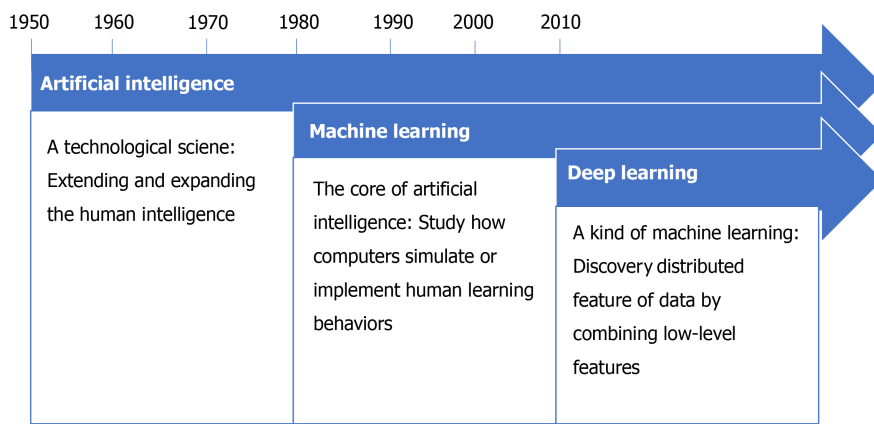 1950 1960 1970 1980 1990 2000 2010
Artificial intelligence
A technological sciene:
Extending and expanding
the human intelligence
Machine learning
The core of artificial
intelligence: Study how
computers simulate or
implement human learning
behaviors
Deep learning
A kind of machine learning:
Discovery distributed
feature of data by
combining low-level
features